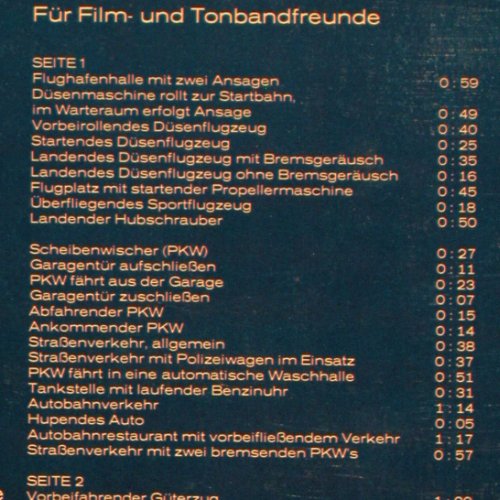 Für Film- und Tonbandfreunde
SEITE 1
Flughafenhalle mit zwei Ansagen 0 : 59
Düsenmaschine rollt zur Startbahn,
im Warteraum erfolgt Ansage 0 : 49
Vorbeirollendes Düsenflugzeug 0 : 40
Startendes Düsenflugzeug 0 : 25
Landendes Düsenflugzeug mit Bremsgeräusch 0 : 35
Landendes Düsenflugzeug ohne Bremsgeräusch 0 : 16
Flugplatz mit startender Propellermaschine 0 : 45
Überfliegendes Sportflugzeug 0 : 18
Landender Hubschrauber 0 : 50
Scheibenwischer (PKW) 0 : 27
Garagentür aufschließen 0 : 11
PKW fährt aus der Garage 0 : 23
Garagentür zuschließen 0 : 07
Abfahrender PKW 0 : 15
Ankommender PKW 0 : 14
Straßenverkehr, allgemein 0 : 38
Straßenverkehr mit Polizeiwagen im Einsatz 0 : 37
PKW fährt in eine automatische Waschhalle 0 : 51
Tankstelle mit laufender Benzinuhr 0 : 31
Autobahnverkehr 1 : 14
Hupendes Auto 0 : 05
Autobahnrestaurant mit vorbeifließendem Verkehr 1 : 17
Straßenverkehr mit zwei bremsenden PKW's 0 : 57
SEITE 2
Vorbeifahrender Güterzug